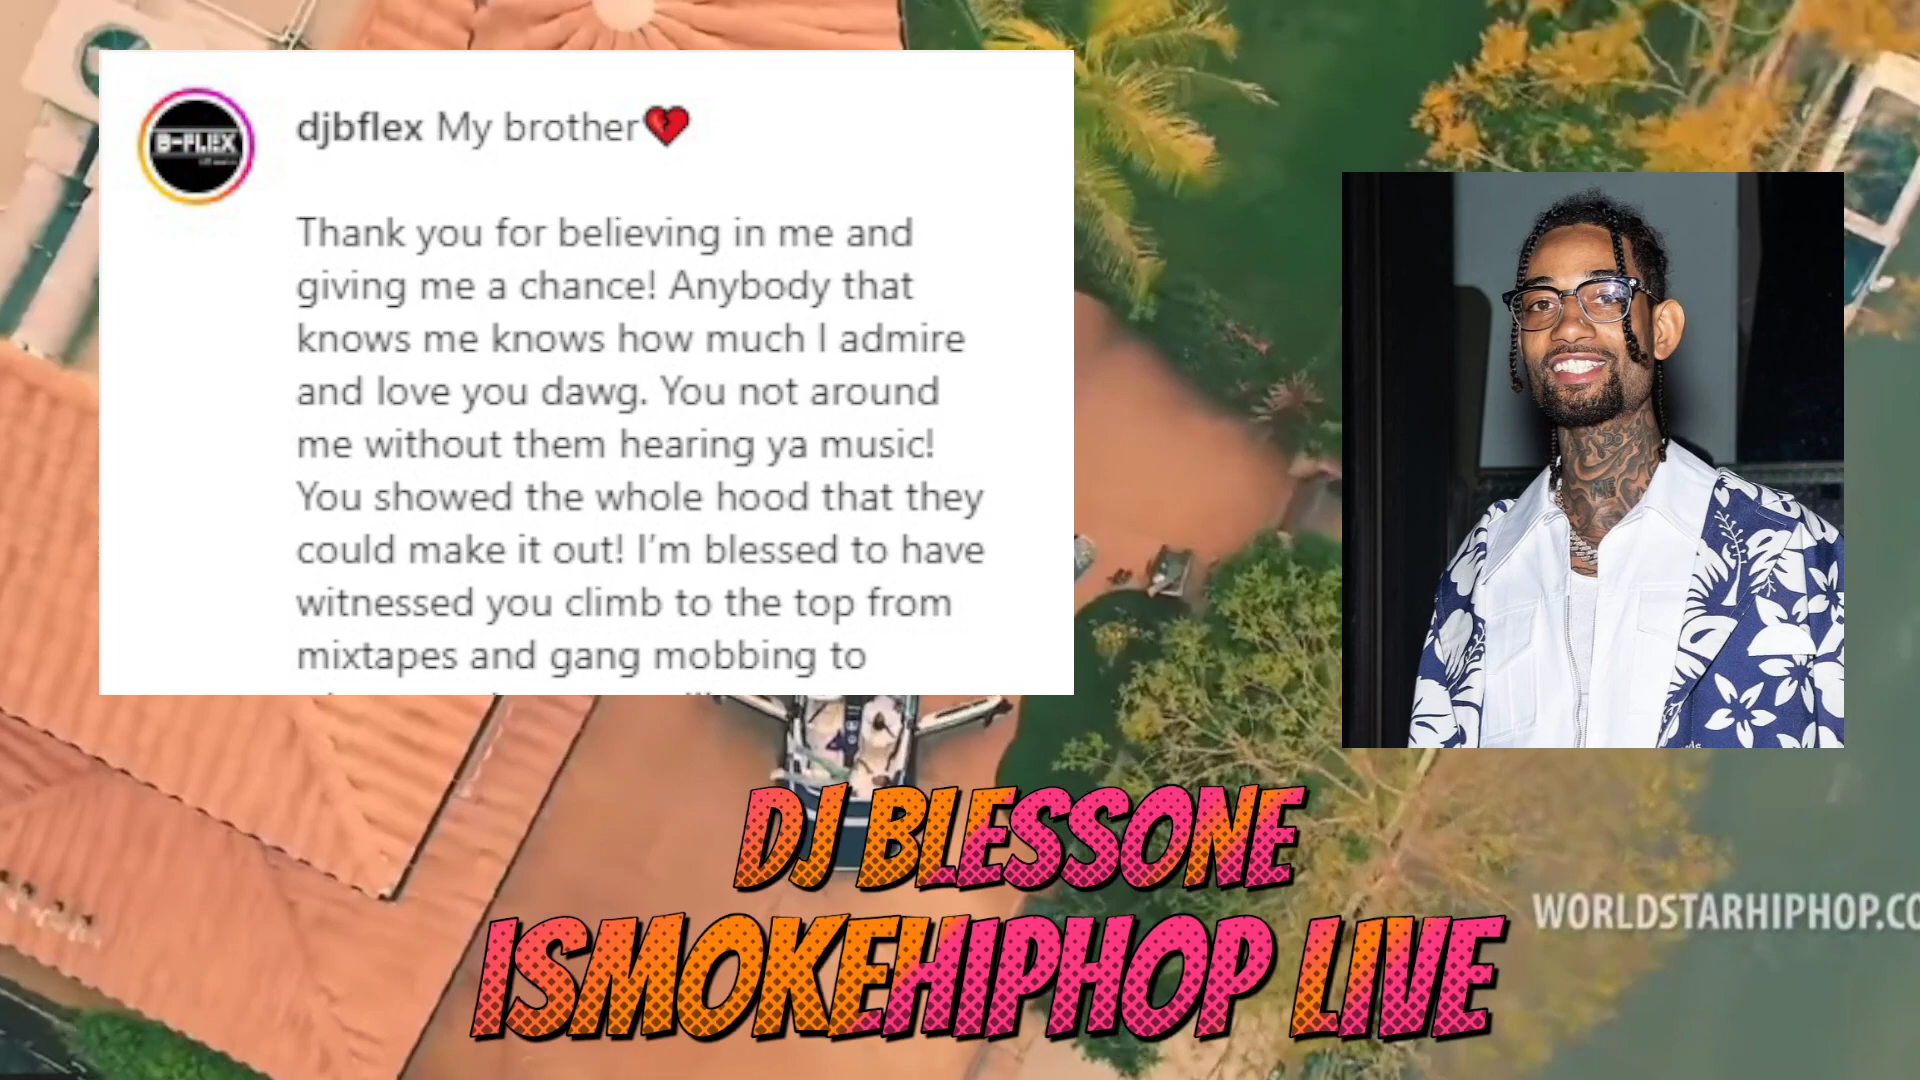 djbflex My brother💔
B-FLEX
Thank you for believing in me and
giving me a chance! Anybody that
knows me knows how much I admire
and love you dawg. You not around
me without them hearing ya music!
You showed the whole hood that they
could make it out! I'm blessed to have
witnessed you climb to the top from
mixtapes and gang mobbing to
ME
DJ BLESSONE
ISMOKEHIPHOP LIVE
WORLDSTARHIPHOP.CO